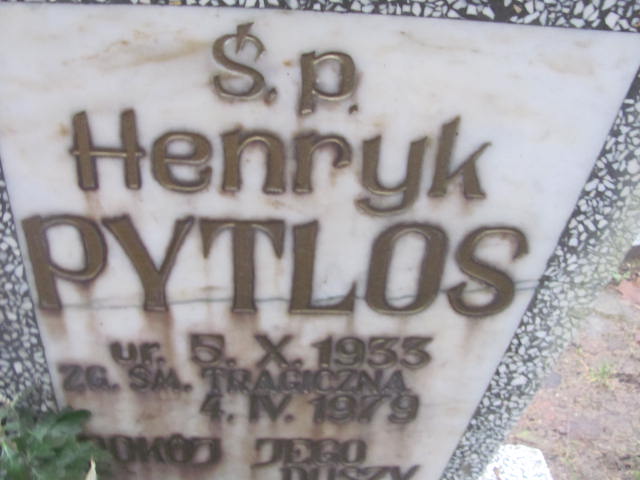 Ś.p.
Henryk
PYTLOS
ur. 5. X. 1933
ZG. ŚM. TRAGICZNĄ
4. IV. 1979
POKÓJ JEGO
DUSZY